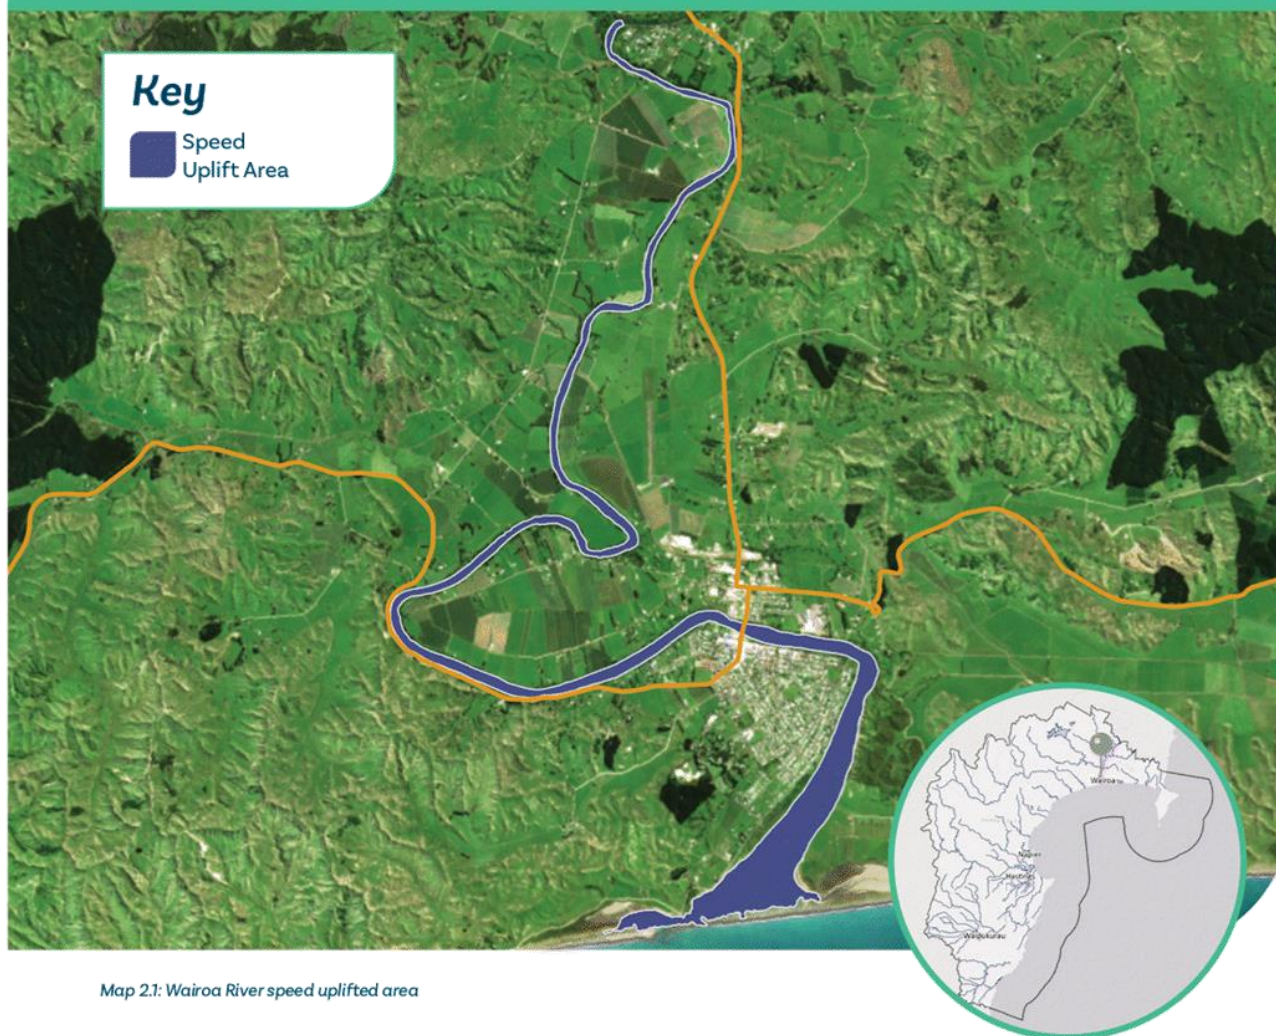 Key
Speed
Uplift Area
Wairoa
Napier
Hastings
Waipukurau
Map 2.1: Wairoa River speed uplifted area